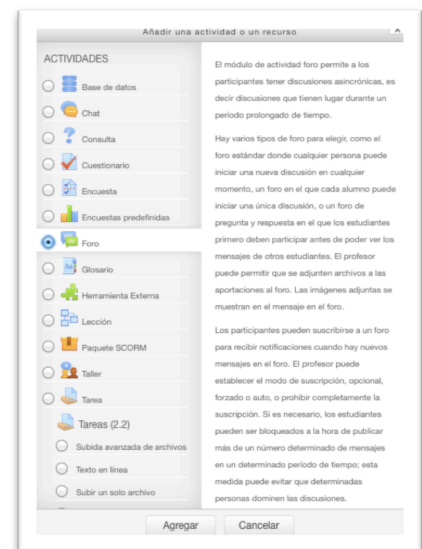 Añadir una actividad o un recurso
ACTIVIDADES
Base de datos
Chat
Consulta
Cuestionario
Encuesta
Encuestas predefinidas
Foro
Glosario
Herramienta Externa
Lección
Paquete SCORM
Taller
Tarea
Tareas (2.2)
Subida avanzada de archivos
Texto en línea
Subir un solo archivo
El módulo de actividad foro permite a los
participantes tener discusiones asincrónicas, es
decir discusiones que tienen lugar durante un
período prolongado de tiempo.
Hay varios tipos de foro para elegir, como el
foro estándar donde cualquier persona puede
iniciar una nueva discusión en cualquier
momento, un foro en el que cada alumno puede
iniciar una única discusión, o un foro de
pregunta y respuesta en el que los estudiantes
primero deben participar antes de poder ver los
mensajes de otros estudiantes. El profesor
puede permitir que se adjunten archivos a las
aportaciones al foro. Las imágenes adjuntas se
muestran en el mensaje en el foro.
Los participantes pueden suscribirse a un foro
para recibir notificaciones cuando hay nuevos
mensajes en el foro. El profesor puede
establecer el modo de suscripción, opcional,
forzado o auto, o prohibir completamente la
suscripción. Si es necesario, los estudiantes
pueden ser bloqueados a la hora de publicar
más de un número determinado de mensajes
en un determinado período de tiempo; esta
medida puede evitar que determinadas
personas dominen las discusiones.
Agregar
Cancelar